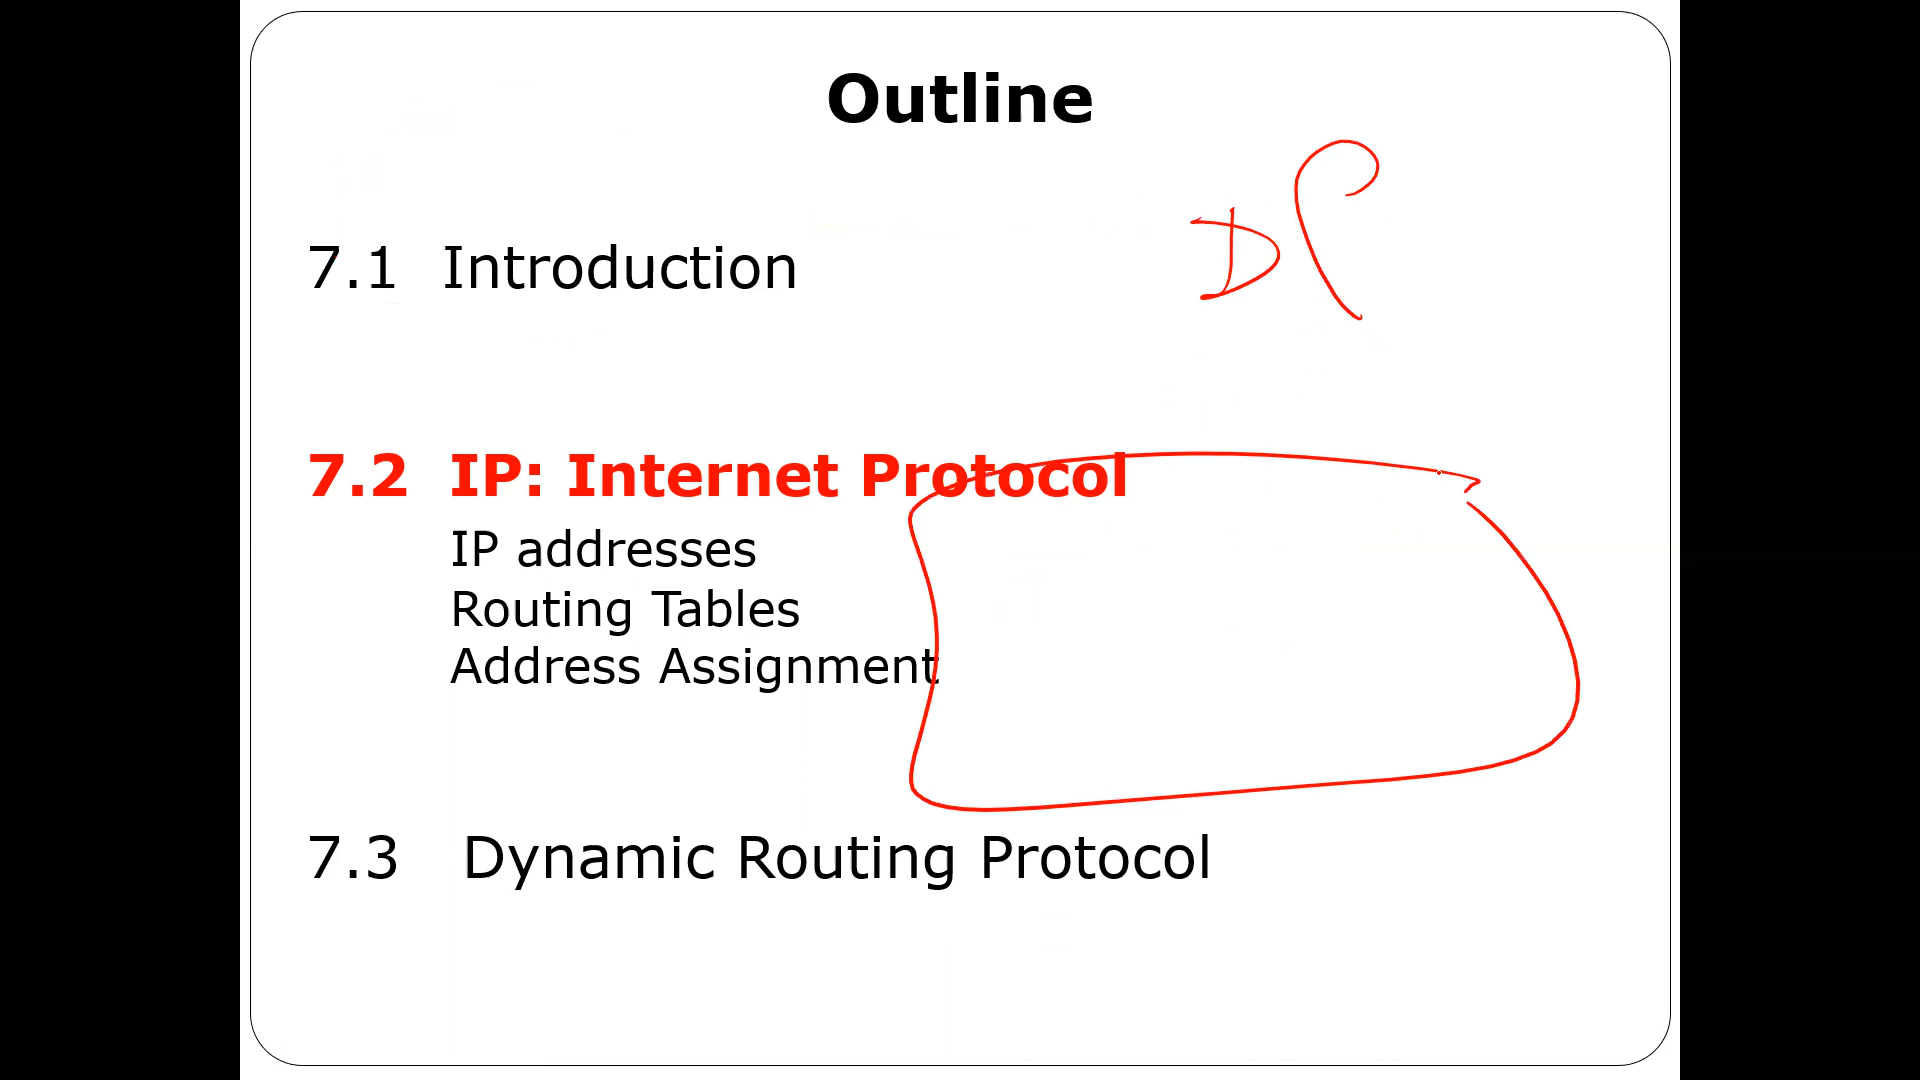 Outline
DP
7.1 Introduction
7.2 IP: Internet Protocol
IP addresses
Routing Tables
Address Assignment
7.3 Dynamic Routing Protocol